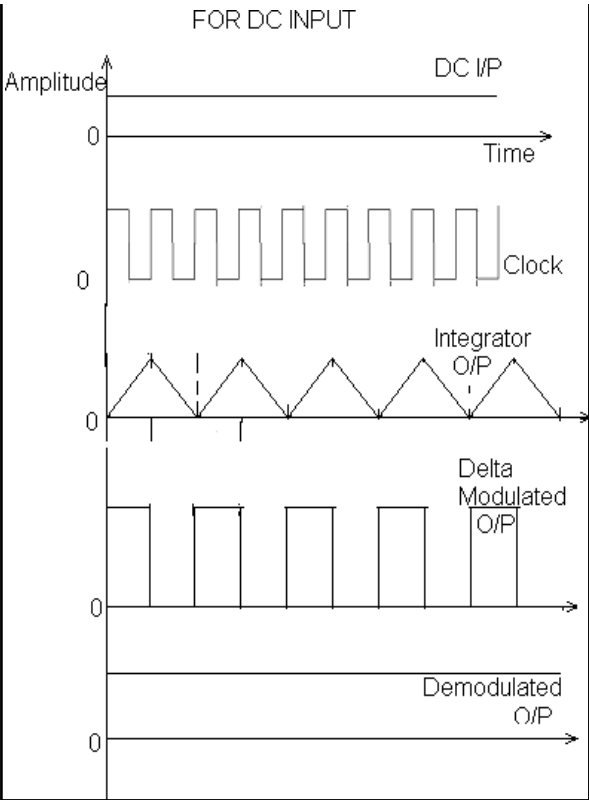 FOR DC INPUT
DC I/P
Amplitude
0
Time
Clock
0
Integrator
O/P
0
Delta
Modulated
O/P
0
Demodulated
O/P
0